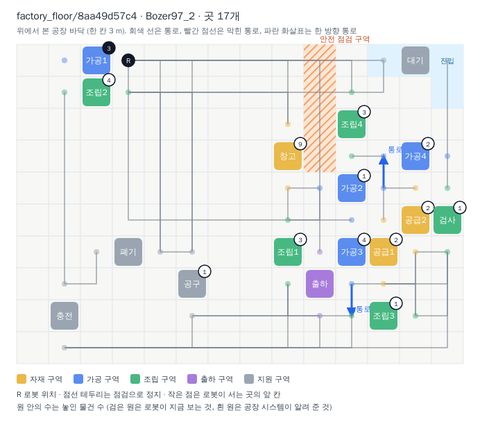 factory_floor/8aa49d57c4 · Bozer97_2 · 곳 17개
위에서 본 공장 바닥 (한 칸 3 m). 회색 선은 통로, 빨간 점선은 막힌 통로, 파란 화살표는 한 방향 통로
안전 점검 구역
3
가공1
R
대기
4
조립2
조립4
9
창고
통로
2
가공4
1
가공2
2
공급2
1
검사
폐기
3
조립1
4
가공3
2
공급1
1
공구
출하
충전
통로
1
조립3
자재 구역
가공 구역
조립 구역
출하 구역
지원 구역
R 로봇 위치 · 점선 테두리는 점검으로 정지 · 작은 점은 로봇이 서는 곳의 앞 칸
원 안의 수는 놓인 물건 수 (검은 원은 로봇이 지금 보는 것, 흰 원은 공장 시스템이 알려 준 것)